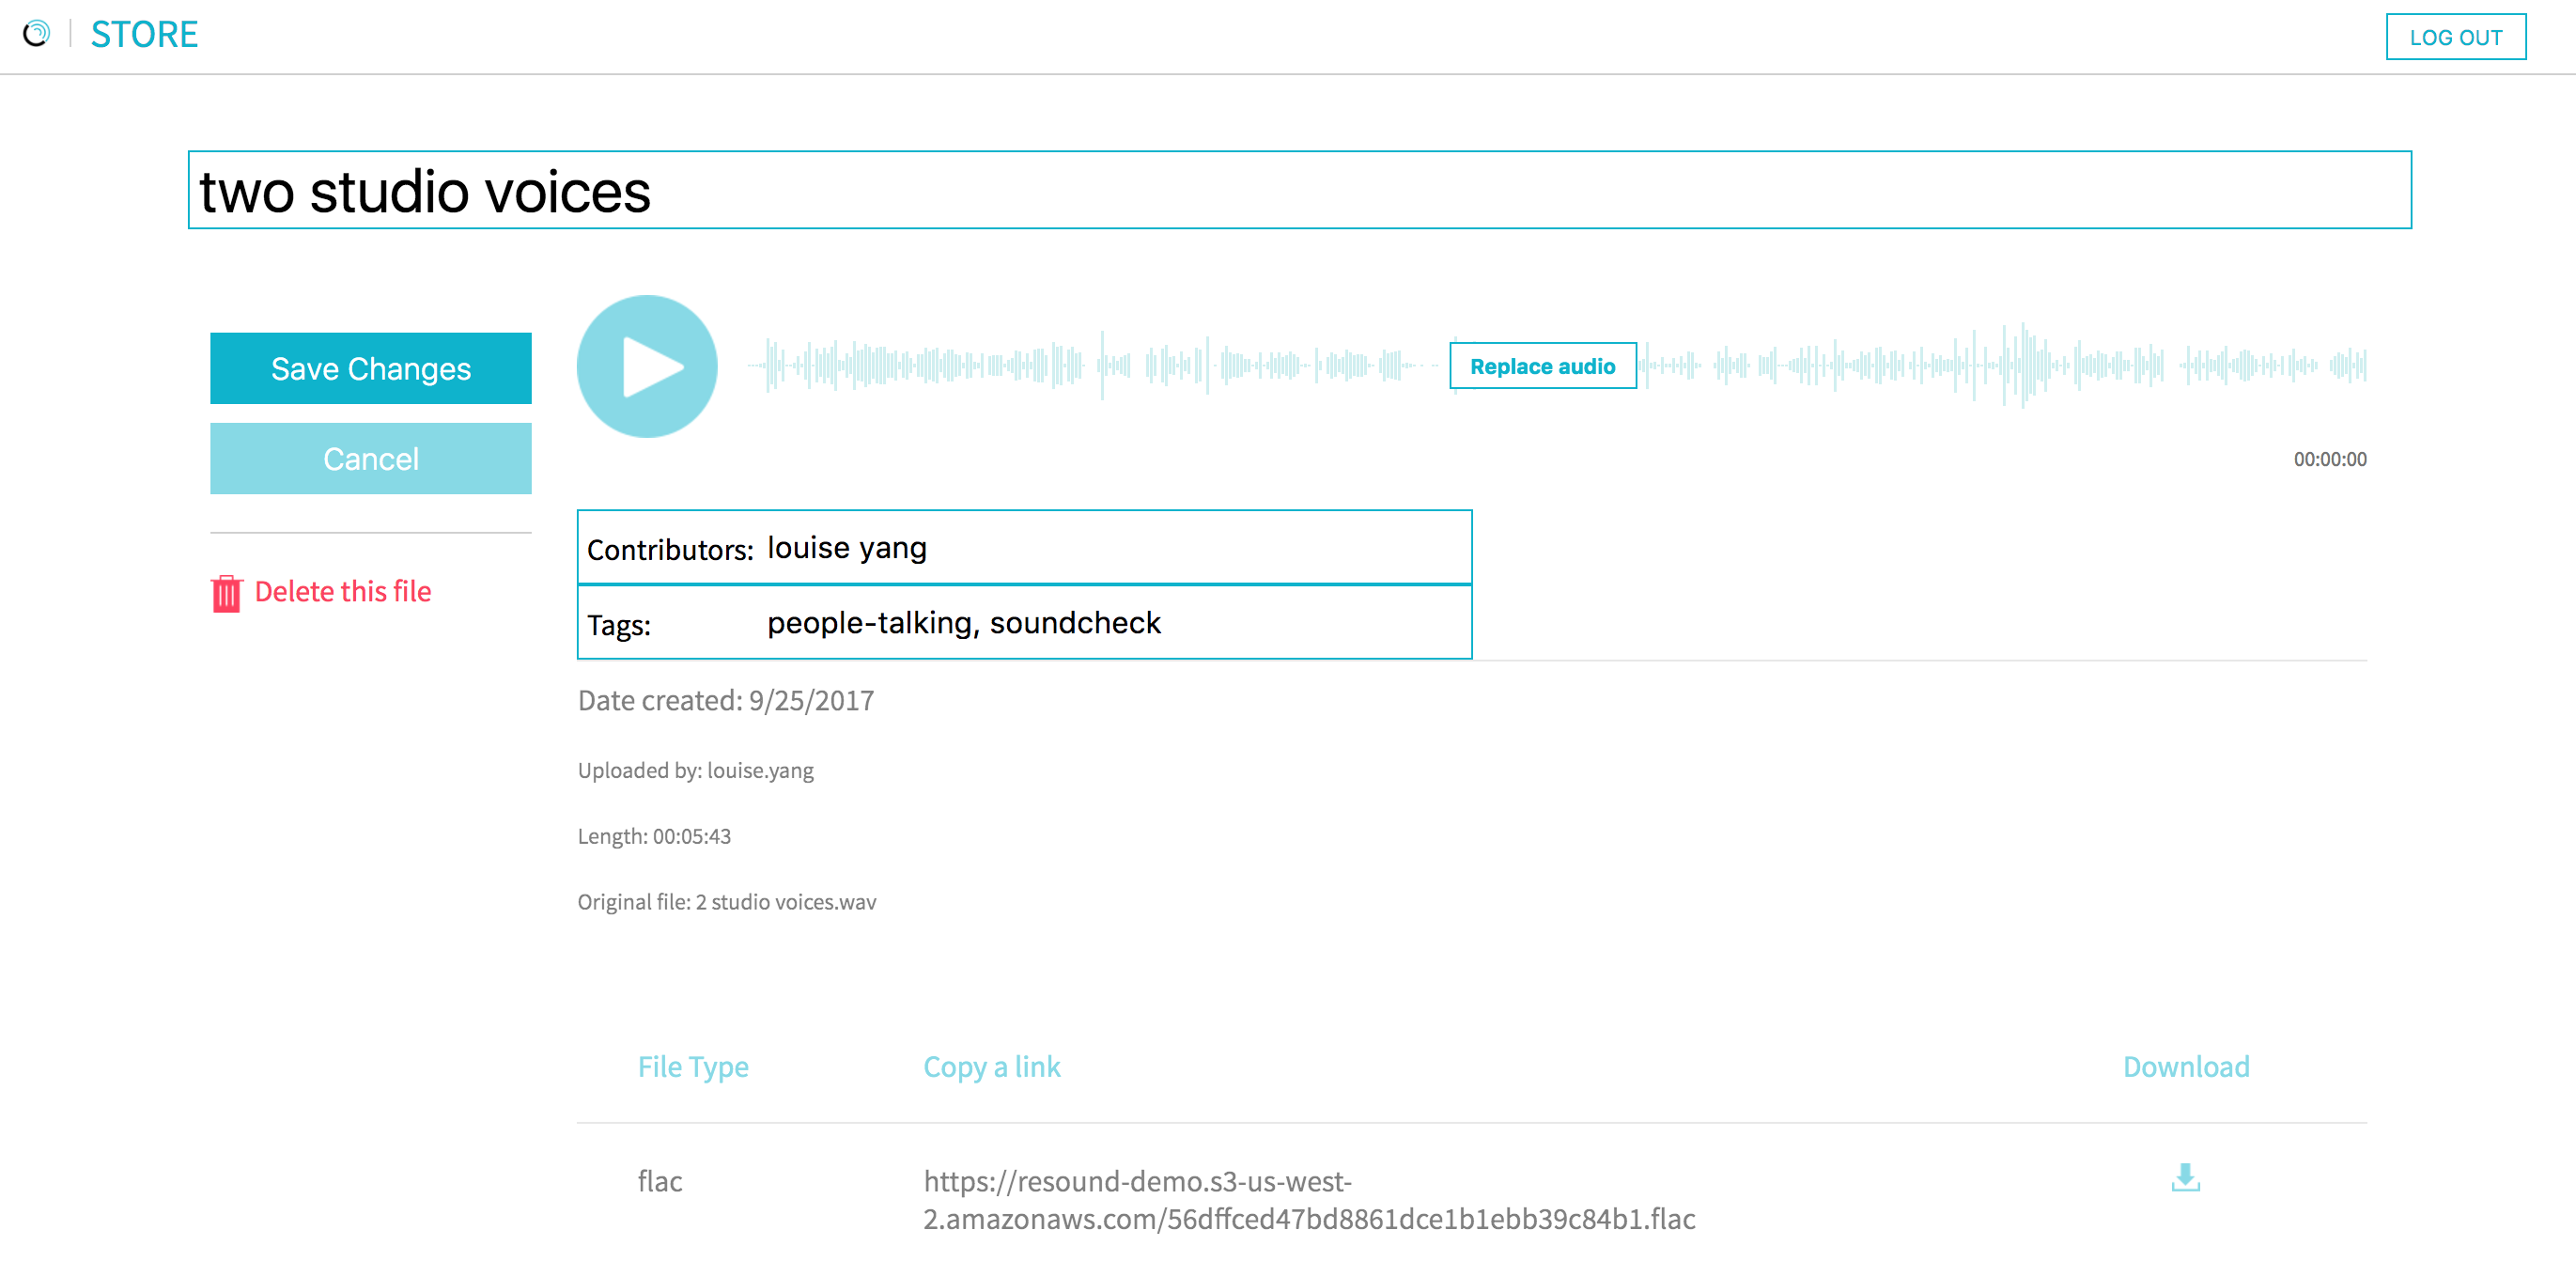 STORE
LOG OUT
two studio voices
Save Changes
Cancel
Delete this file
Replace audio
00:00:00
Contributors: louise yang
Tags: people-talking, soundcheck
Date created: 9/25/2017
Uploaded by: louise.yang
Length: 00:05:43
Original file: 2 studio voices.wav
File Type Copy a link Download
flac https://resound-demo.s3-us-west-
2.amazonaws.com/56dffced47bd8861dce1b1ebb39c84b1.flac